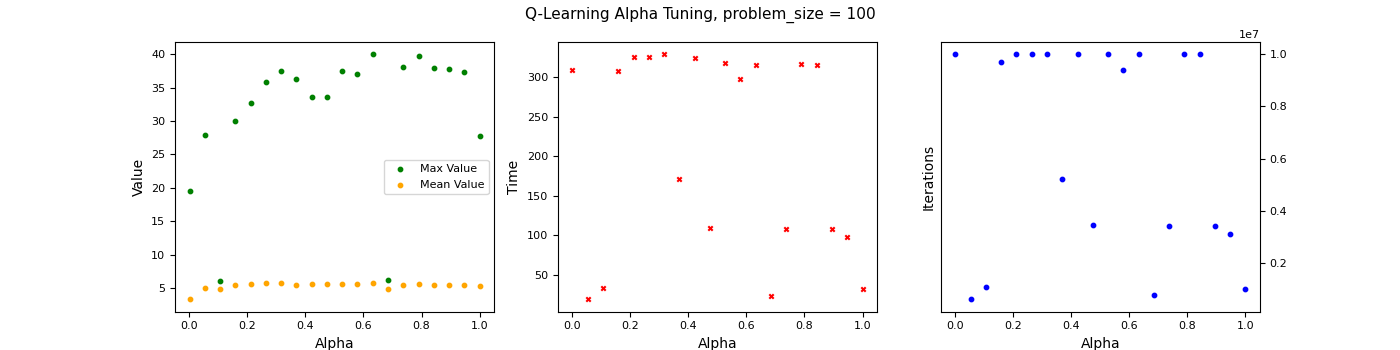 Q-Learning Alpha Tuning, problem_size = 100
Value
40
35
30
25
20
15
10
5
0.0 0.2 0.4 0.6 0.8 1.0
Alpha
Max Value
Mean Value
Time
300
250
200
150
100
50
0.0 0.2 0.4 0.6 0.8 1.0
Alpha
Iterations
1e7
1.0
0.8
0.6
0.4
0.2
0.0 0.2 0.4 0.6 0.8 1.0
Alpha